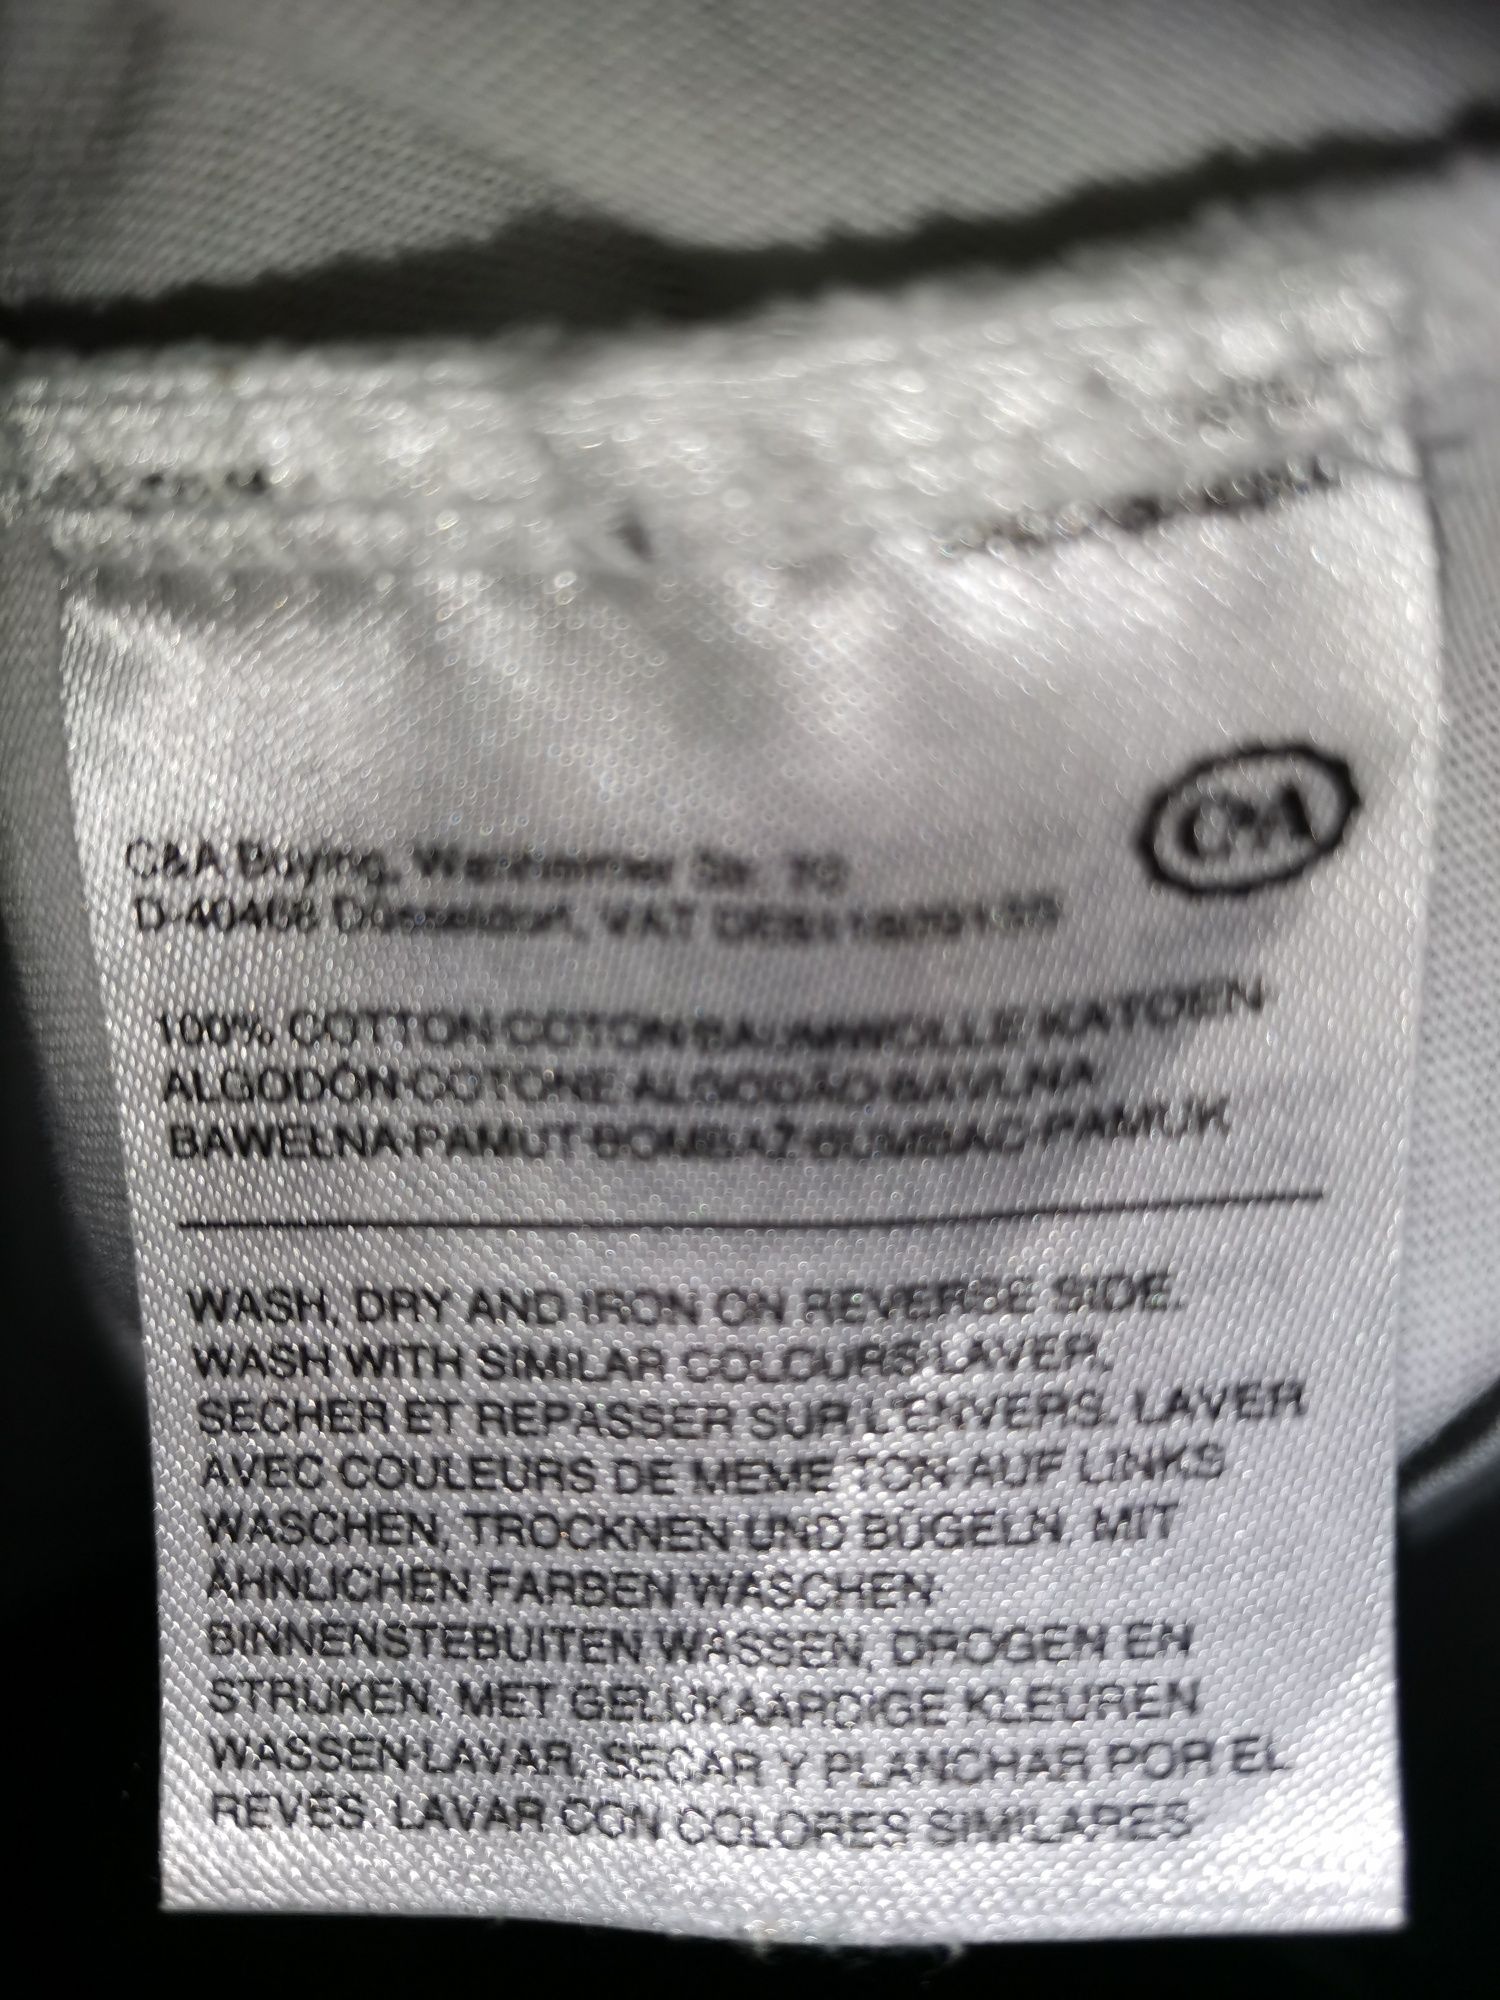 C&A
C&A Buying, Wanheimer Str. 70
D-40468 Düsseldorf, VAT
100% COTTON·COTON·BAUMWOLLE·KATOEN
ALGODÓN·COTONE·ALGODÃO·BAVLNA
BAWEŁNA·PAMUT·BOMBAŽ·BUMBAC·PAMUK
WASH, DRY AND IRON ON REVERSE SIDE.
WASH WITH SIMILAR COLOURS·LAVER,
SECHER ET REPASSER SUR L'ENVERS. LAVER
AVEC COULEURS DE MEME TON·AUF LINKS
WASCHEN, TROCKNEN UND BÜGELN. MIT
ÄHNLICHEN FARBEN WASCHEN·
BINNENSTEBUITEN WASSEN, DROGEN EN
STRIJKEN. MET GELIJKAARDIGE KLEUREN
WASSEN·LAVAR, SECAR Y PLANCHAR POR EL
REVÉS. LAVAR CON COLORES SIMILARES·